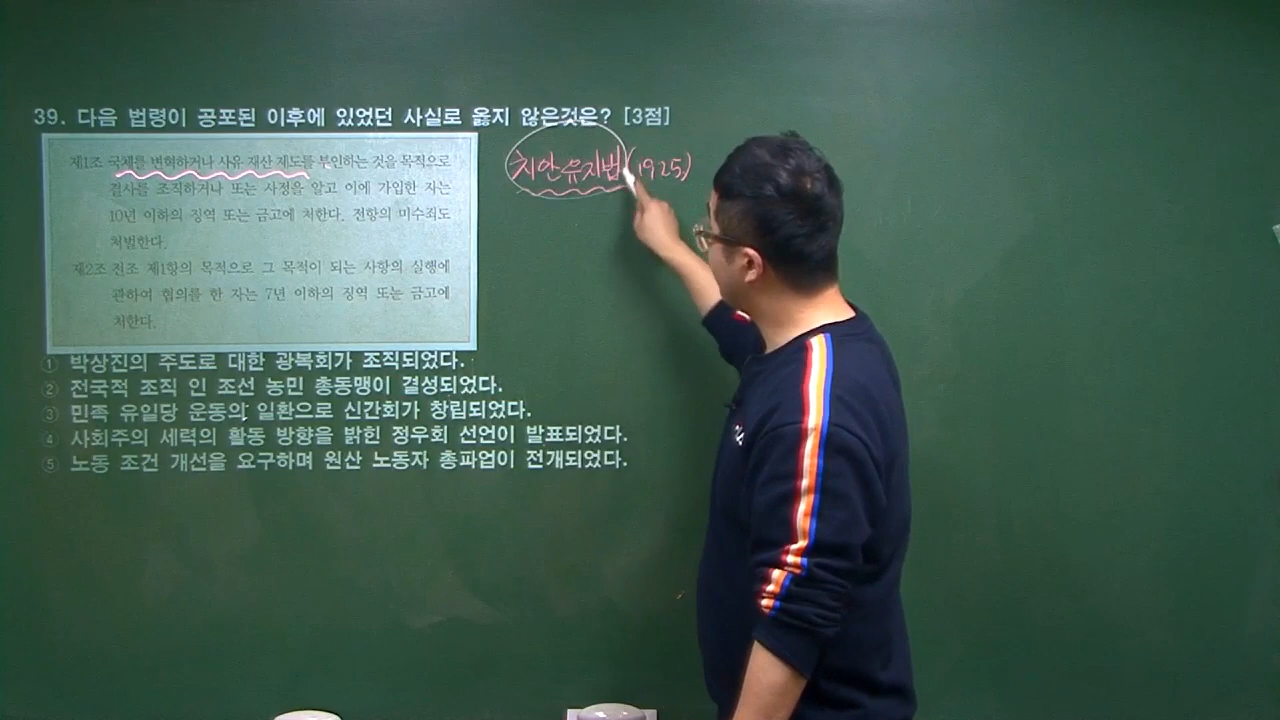 39. 다음 법령이 공포된 이후에 있었던 사실로 옳지 않은것은? [3점]
제1조 국체를 변혁하거나 사유 재산 제도를 부인하는 것을 목적으로
결사를 조직하거나 또는 사정을 알고 이에 가입한 자는
10년 이하의 징역 또는 금고에 처한다. 전항의 미수죄도
처벌한다.
제2조 전조 제1항의 목적으로 그 목적이 되는 사항의 실행에
관하여 협의를 한 자는 7년 이하의 징역 또는 금고에
처한다.
치안유지법(1925)
① 박상진의 주도로 대한 광복회가 조직되었다.
② 전국적 조직 인 조선 농민 총동맹이 결성되었다.
③ 민족 유일당 운동의 일환으로 신간회가 창립되었다.
④ 사회주의 세력의 활동 방향을 밝힌 정우회 선언이 발표되었다.
⑤ 노동 조건 개선을 요구하며 원산 노동자 총파업이 전개되었다.